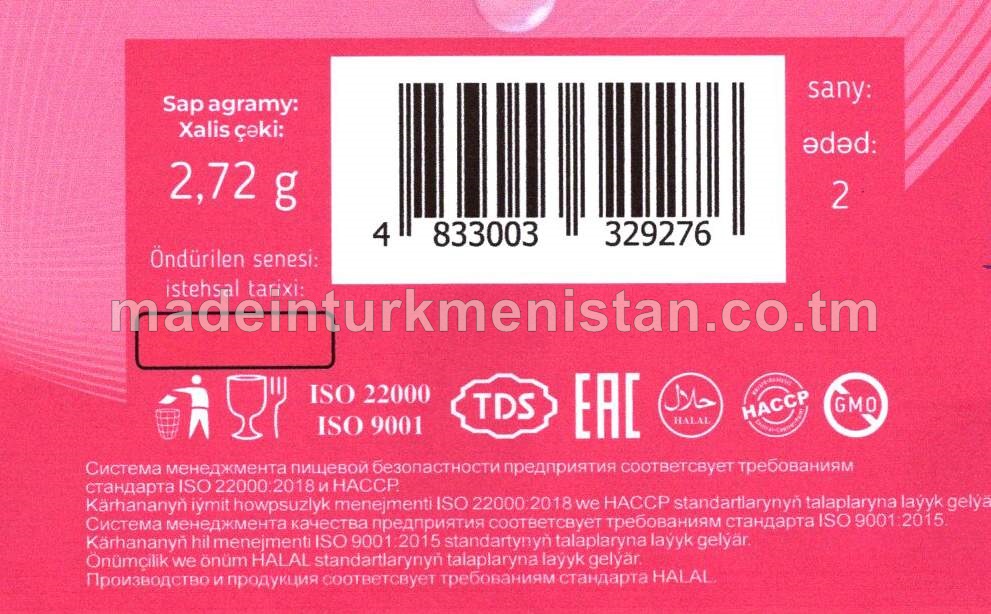 Sap agramy:
Xalis çəki:
2,72 g
Öndürilen senesi:
istehsal tarixi:
4 833003 329276
sany:
ədəd:
2
madeinturkmenistan.co.tm
ISO 22000
ISO 9001
TDS
EAC
حلال
HALAL
HACCP
GMO
Система менеджмента пищевой безопастности предприятия соответсвует требованиям
стандарта ISO 22000:2018 и HACCP.
Kärhananyň iýmit howpsuzlyk menejmenti ISO 22000:2018 we HACCP standartlarynyň talaplaryna laýyk gelýä
Система менеджмента качества предприятия соответсвует требованиям стандарта ISO 9001:2015.
Kärhananyň hil menejmenti ISO 9001:2015 standartynyň talaplaryna laýyk gelýär.
Önümçilik we önüm HALAL standartlarynyň talaplaryna laýyk gelýär.
Производство и продукция соответсвует требованиям стандарта HALAL.